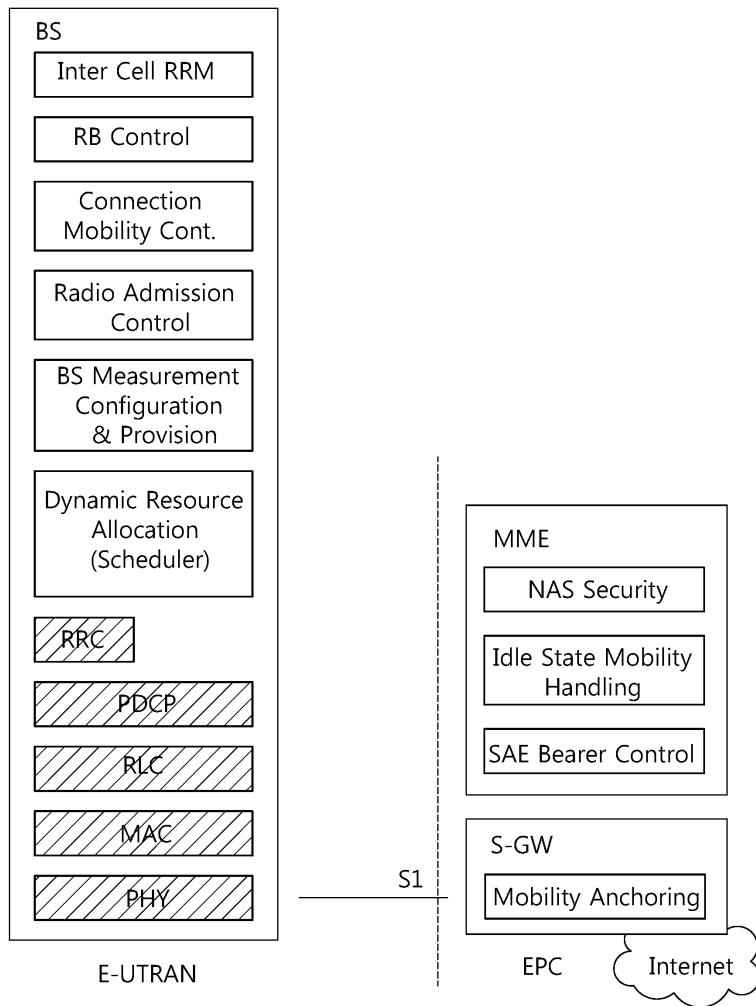 BS
Inter Cell RRM
RB Control
Connection
Mobility Cont.
Radio Admission
Control
BS Measurement
Configuration
& Provision
Dynamic Resource
Allocation
(Scheduler)
RRC
PDCP
RLC
MAC
PHY
E-UTRAN
S1
MME
NAS Security
Idle State Mobility
Handling
SAE Bearer Control
S-GW
Mobility Anchoring
EPC
Internet